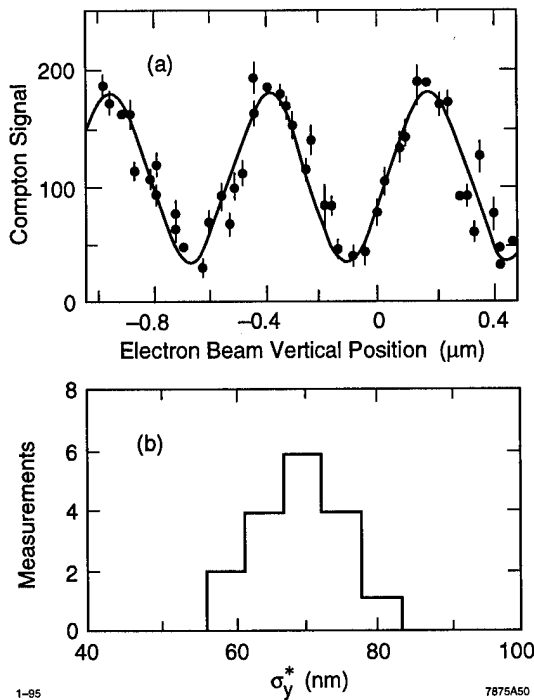 (a)
Compton Signal
200
100
0
–0.8
–0.4
0
0.4
Electron Beam Vertical Position (μm)
(b)
Measurements
8
6
4
2
0
40
60
80
100
σ*y (nm)
1–95
7875A50